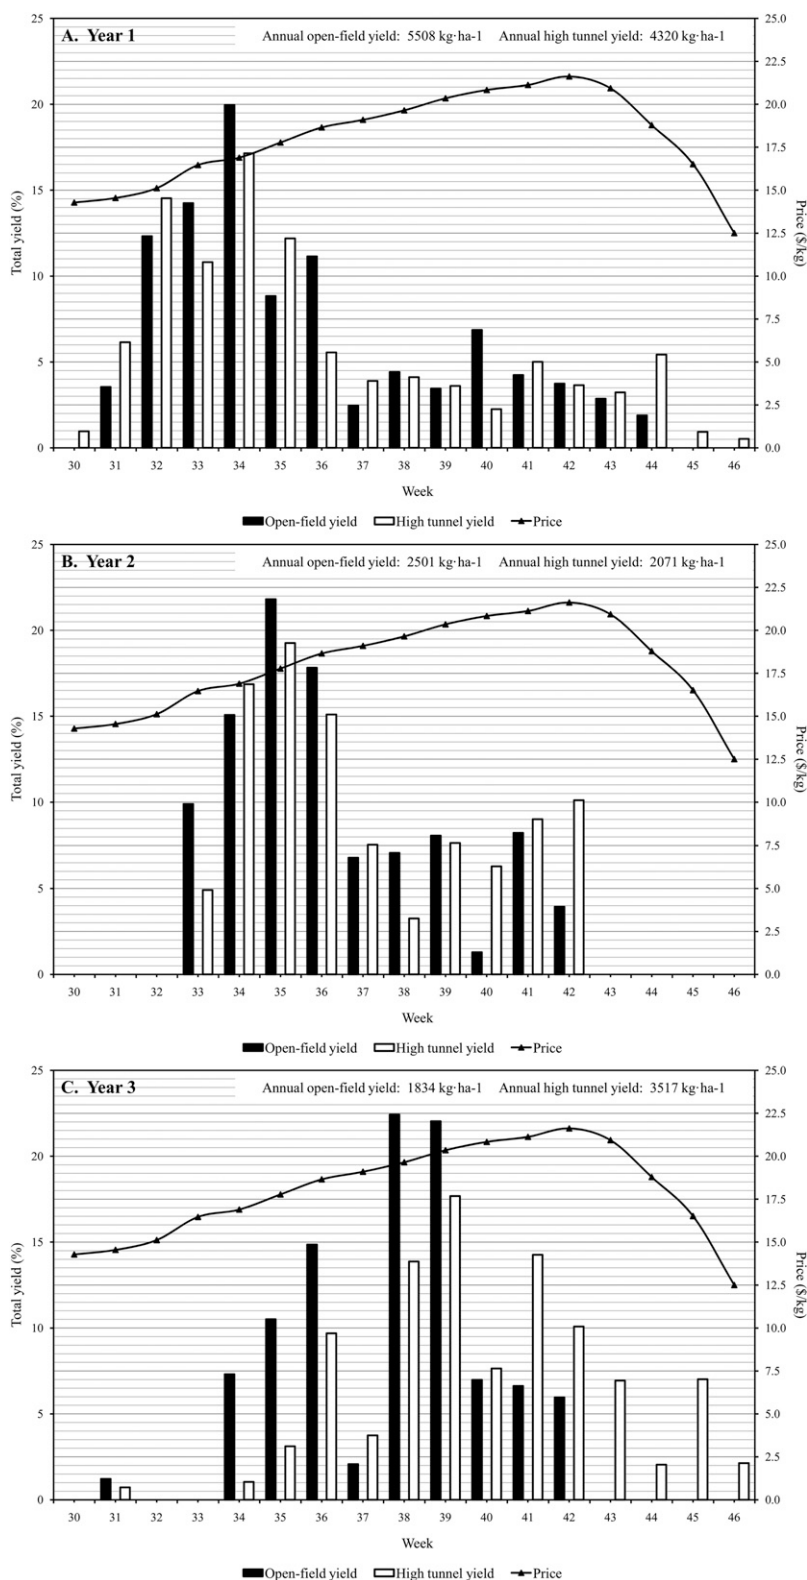 A. Year 1 Annual open-field yield: 5508 kg·ha-1 Annual high tunnel yield: 4320 kg·ha-1
25 25.0
22.5
20 20.0
17.5
15 15.0
12.5
10 10.0
7.5
5 5.0
2.5
0 0.0
Total yield (%)
Price ($/kg)
30 31 32 33 34 35 36 37 38 39 40 41 42 43 44 45 46
Week
Open-field yield High tunnel yield Price
B. Year 2 Annual open-field yield: 2501 kg·ha-1 Annual high tunnel yield: 2071 kg·ha-1
25 25.0
22.5
20 20.0
17.5
15 15.0
12.5
10 10.0
7.5
5 5.0
2.5
0 0.0
Total yield (%)
Price ($/kg)
30 31 32 33 34 35 36 37 38 39 40 41 42 43 44 45 46
Week
Open-field yield High tunnel yield Price
C. Year 3 Annual open-field yield: 1834 kg·ha-1 Annual high tunnel yield: 3517 kg·ha-1
25 25.0
22.5
20 20.0
17.5
15 15.0
12.5
10 10.0
7.5
5 5.0
2.5
0 0.0
Total yield (%)
Price ($/kg)
30 31 32 33 34 35 36 37 38 39 40 41 42 43 44 45 46
Week
Open-field yield High tunnel yield Price